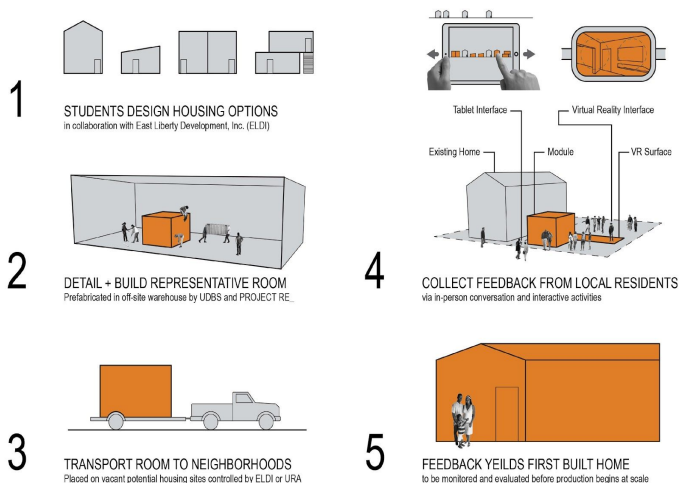 1
STUDENTS DESIGN HOUSING OPTIONS
in collaboration with East Liberty Development, Inc. (ELDI)
2
DETAIL + BUILD REPRESENTATIVE ROOM
Prefabricated in off-site warehouse by UDBS and PROJECT RE_
3
TRANSPORT ROOM TO NEIGHBORHOODS
Placed on vacant potential housing sites controlled by ELDI or URA
Tablet Interface
Virtual Reality Interface
Existing Home
Module
VR Surface
4
COLLECT FEEDBACK FROM LOCAL RESIDENTS
via in-person conversation and interactive activities
5
FEEDBACK YEILDS FIRST BUILT HOME
to be monitored and evaluated before production begins at scale